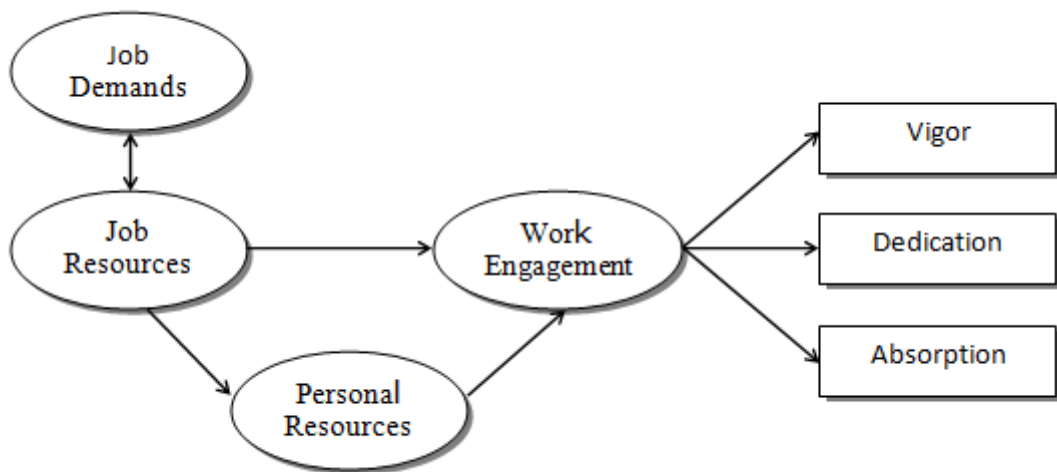 Job
Demands
Job
Resources
Work
Engagement
Personal
Resources
Vigor
Dedication
Absorption